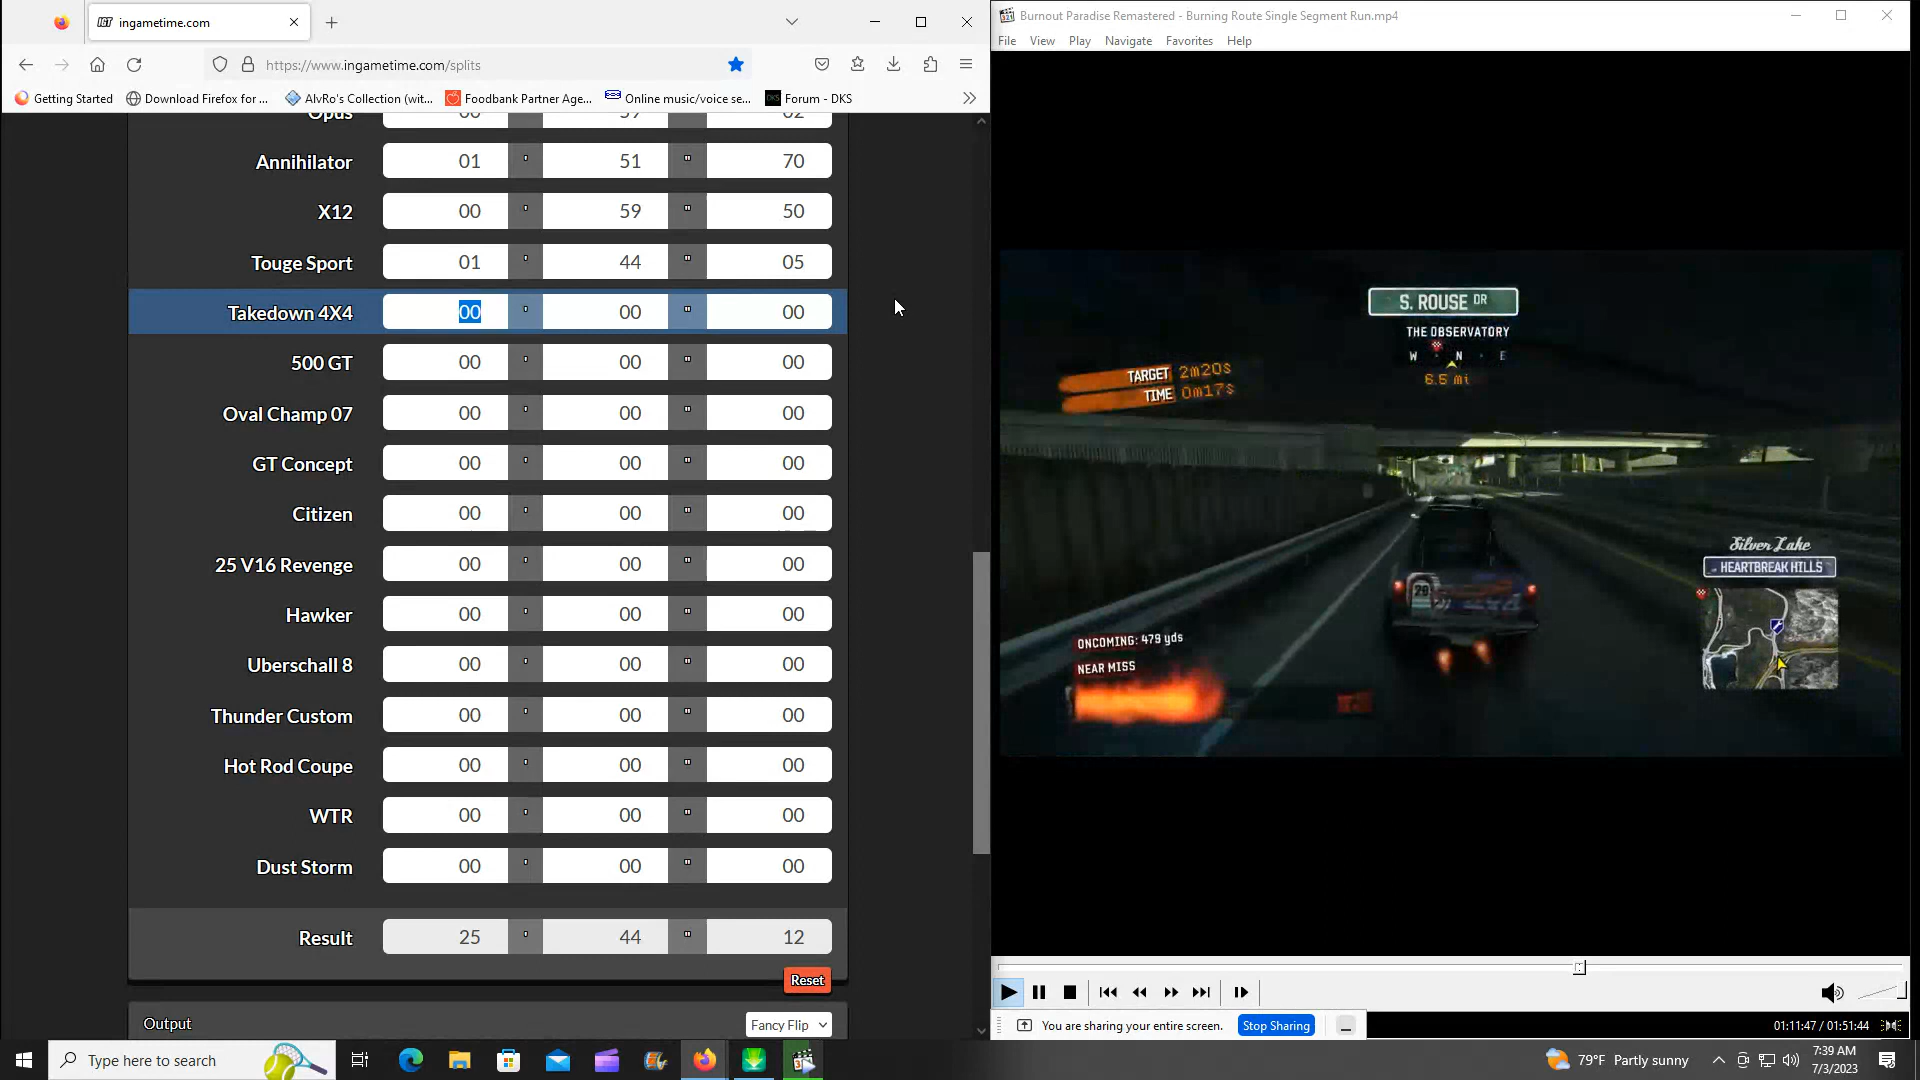 ingametime.com
https://www.ingametime.com/splits
Getting Started
Download Firefox for ...
AlvRo's Collection (wit...
Foodbank Partner Age...
Online music/voice se...
Forum - DKS
Opus 00 ' 59 " 02
Annihilator 01 ' 51 " 70
X12 00 ' 59 " 50
Touge Sport 01 ' 44 " 05
Takedown 4X4 00 ' 00 " 00
500 GT 00 ' 00 " 00
Oval Champ 07 00 ' 00 " 00
GT Concept 00 ' 00 " 00
Citizen 00 ' 00 " 00
25 V16 Revenge 00 ' 00 " 00
Hawker 00 ' 00 " 00
Uberschall 8 00 ' 00 " 00
Thunder Custom 00 ' 00 " 00
Hot Rod Coupe 00 ' 00 " 00
WTR 00 ' 00 " 00
Dust Storm 00 ' 00 " 00
Result 25 ' 44 " 12
Reset
Output
Fancy Flip
Burnout Paradise Remastered - Burning Route Single Segment Run.mp4
File View Play Navigate Favorites Help
S. ROUSE DR
THE OBSERVATORY
W N E
6.5 mi
TARGET 2m20s
TIME 0m17s
Silver Lake
HEARTBREAK HILLS
29
ONCOMING: 479 yds
NEAR MISS
You are sharing your entire screen.
Stop Sharing
01:11:47 / 01:51:44
Type here to search
79°F Partly sunny
7:39 AM
7/3/2023